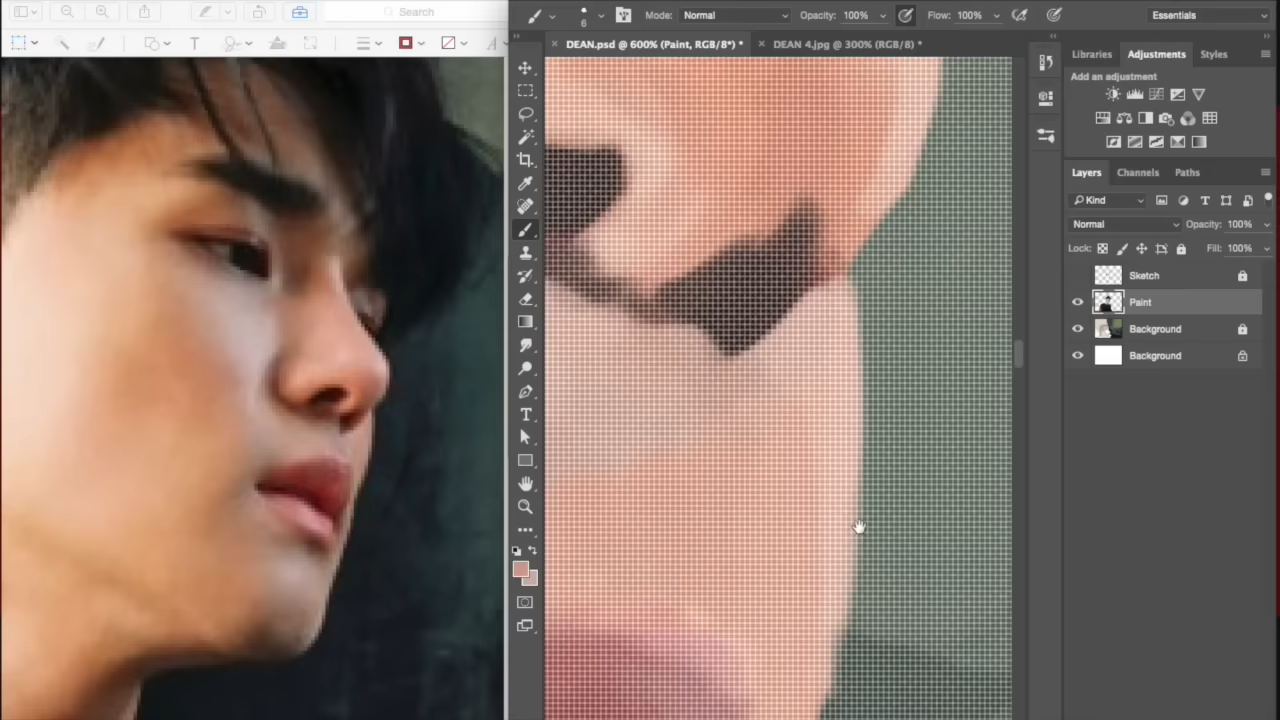 Search
6
Mode: Normal
Opacity: 100%
Flow: 100%
Essentials
× DEAN.psd @ 600% (Paint, RGB/8*) *
× DEAN 4.jpg @ 300% (RGB/8) *
Libraries
Adjustments
Styles
Add an adjustment
Layers
Channels
Paths
Kind
Normal
Opacity: 100%
Lock:
Fill: 100%
Sketch
Paint
Background
Background